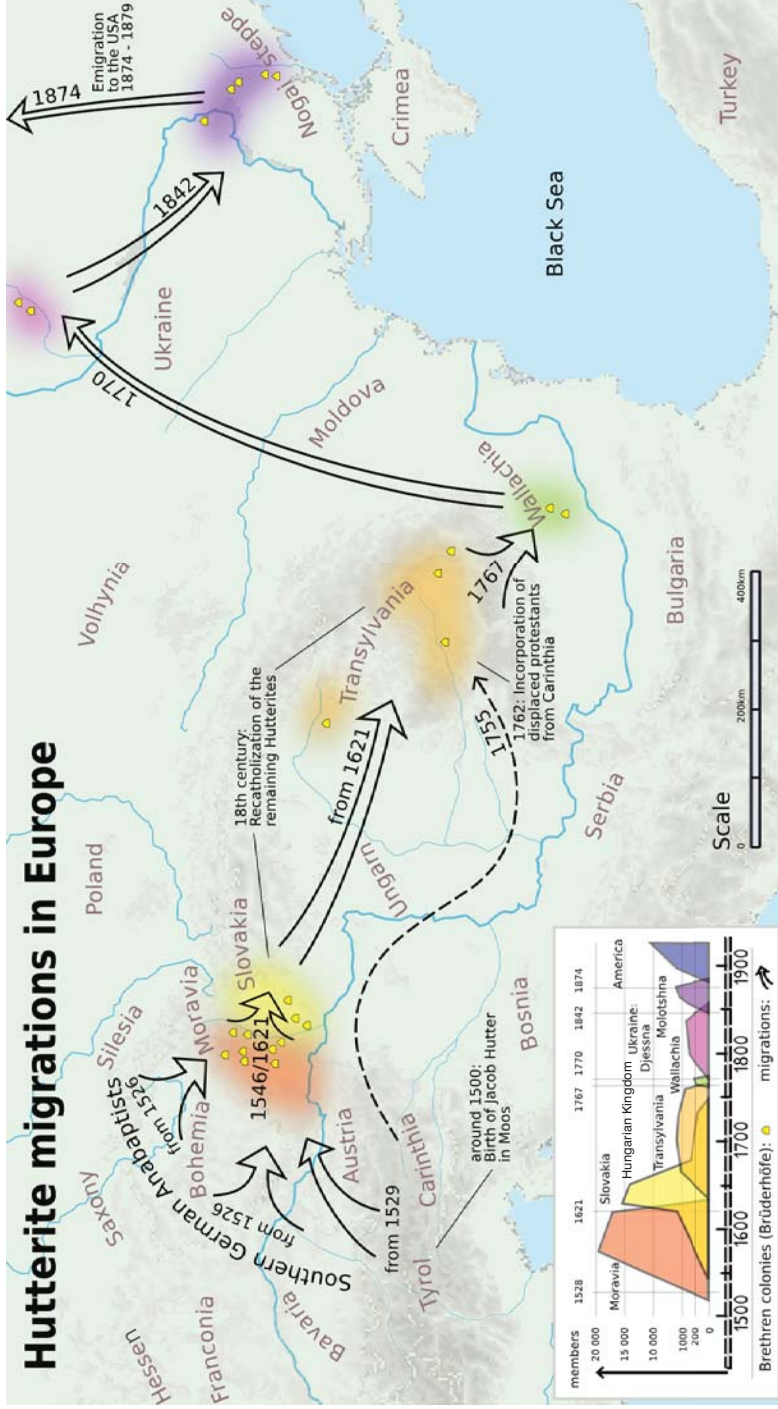 Hutterite migrations in Europe
Hessen
Franconia
Saxony
Bavaria
Bohemia
Silesia
Moravia
Poland
Slovakia
Austria
Tyrol
Carinthia
Bosnia
Ungarn
Serbia
Transylvania
Volhynia
Moldova
Wallachia
Bulgaria
Ukraine
Nogai steppe
Crimea
Turkey
Black Sea
Southern German Anabaptists
from 1526
from 1526
from 1529
1546/1621
around 1500:
Birth of Jacob Hutter
in Moos
18th century:
Recatholization of the
remaining Hutterites
from 1621
1755
1762: Incorporation of
displaced protestants
from Carinthia
1767
1770
1842
1874
Emigration
to the USA
1874 - 1879
Scale
0
200km
400km
members
20 000
15 000
10 000
1000
200
0
1528
1621
1767
1770
1842
1874
Moravia
Slovakia
Hungarian Kingdom
Transylvania
Wallachia
Ukraine:
Djessna
Molotshna
America
1500
1600
1700
1800
1900
Brethren colonies (Brüderhöfe):
migrations: